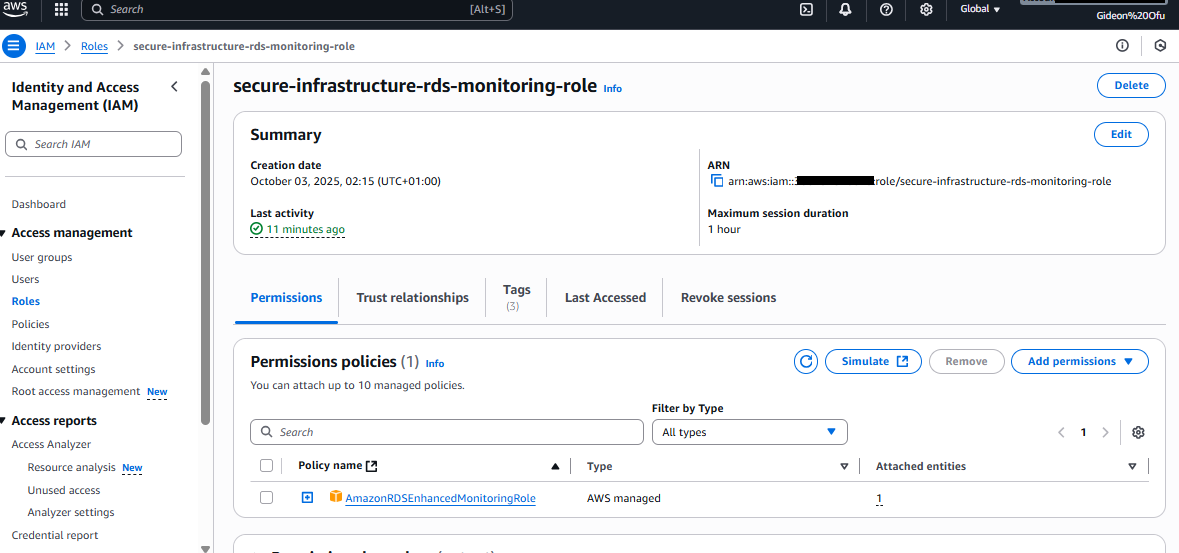 aws
Search [Alt+S]
Global
Gideon%20Ofu
IAM > Roles > secure-infrastructure-rds-monitoring-role
Identity and Access
Management (IAM)
Search IAM
Dashboard
Access management
User groups
Users
Roles
Policies
Identity providers
Account settings
Root access management New
Access reports
Access Analyzer
Resource analysis New
Unused access
Analyzer settings
Credential report
secure-infrastructure-rds-monitoring-role Info
Delete
Summary
Edit
Creation date
October 03, 2025, 02:15 (UTC+01:00)
ARN
arn:aws:iam:: :role/secure-infrastructure-rds-monitoring-role
Last activity
11 minutes ago
Maximum session duration
1 hour
Permissions
Trust relationships
Tags
(3)
Last Accessed
Revoke sessions
Permissions policies (1) Info
Simulate
Remove
Add permissions
You can attach up to 10 managed policies.
Filter by Type
Search
All types
1
Policy name
Type
Attached entities
AmazonRDSEnhancedMonitoringRole
AWS managed
1